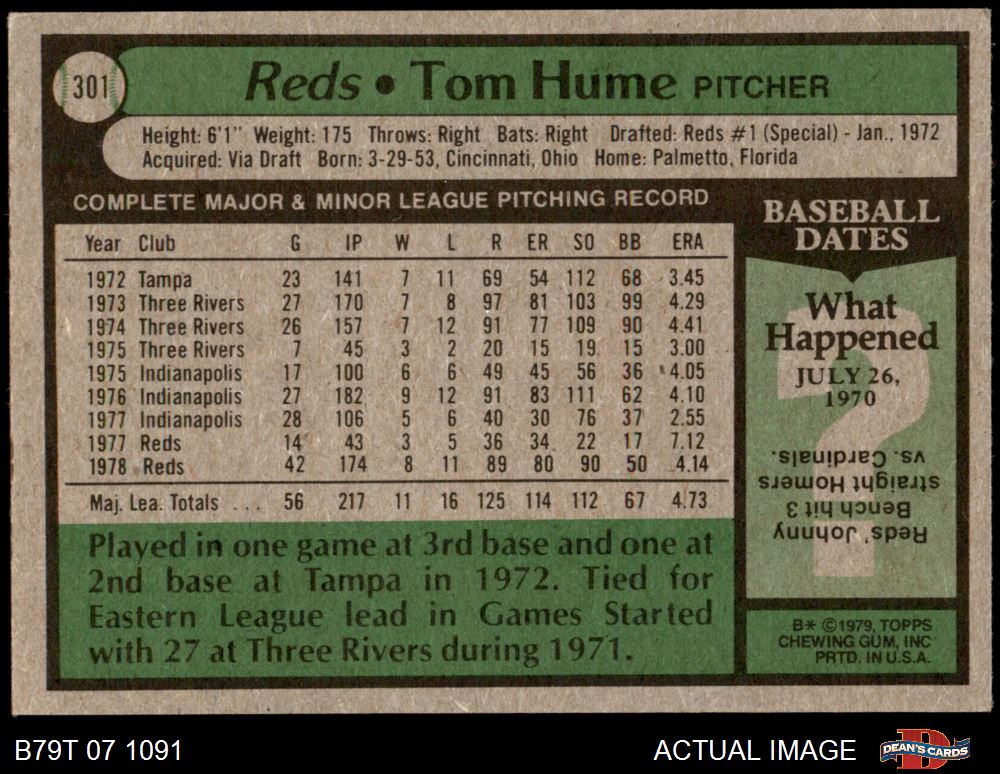 301
Reds • Tom Hume PITCHER
Height: 6'1" Weight: 175 Throws: Right Bats: Right Drafted: Reds #1 (Special) - Jan., 1972
Acquired: Via Draft Born: 3-29-53, Cincinnati, Ohio Home: Palmetto, Florida
COMPLETE MAJOR & MINOR LEAGUE PITCHING RECORD
Year Club G IP W L R ER SO BB ERA
1972 Tampa 23 141 7 11 69 54 112 68 3.45
1973 Three Rivers 27 170 7 8 97 81 103 99 4.29
1974 Three Rivers 26 157 7 12 91 77 109 90 4.41
1975 Three Rivers 7 45 3 2 20 15 19 15 3.00
1975 Indianapolis 17 100 6 6 49 45 56 36 4.05
1976 Indianapolis 27 182 9 12 91 83 111 62 4.10
1977 Indianapolis 28 106 5 6 40 30 76 37 2.55
1977 Reds 14 43 3 5 36 34 22 17 7.12
1978 Reds 42 174 8 11 89 80 90 50 4.14
Maj. Lea. Totals ... 56 217 11 16 125 114 112 67 4.73
Played in one game at 3rd base and one at
2nd base at Tampa in 1972. Tied for
Eastern League lead in Games Started
with 27 at Three Rivers during 1971.
BASEBALL
DATES
What
Happened
JULY 26,
1970
?
Reds' Johnny
Bench hit 3
straight Homers
vs. Cardinals.
B* ©1979, TOPPS
CHEWING GUM, INC
PRTD. IN U.S.A.
B79T 07 1091
ACTUAL IMAGE
DEAN'S CARDS